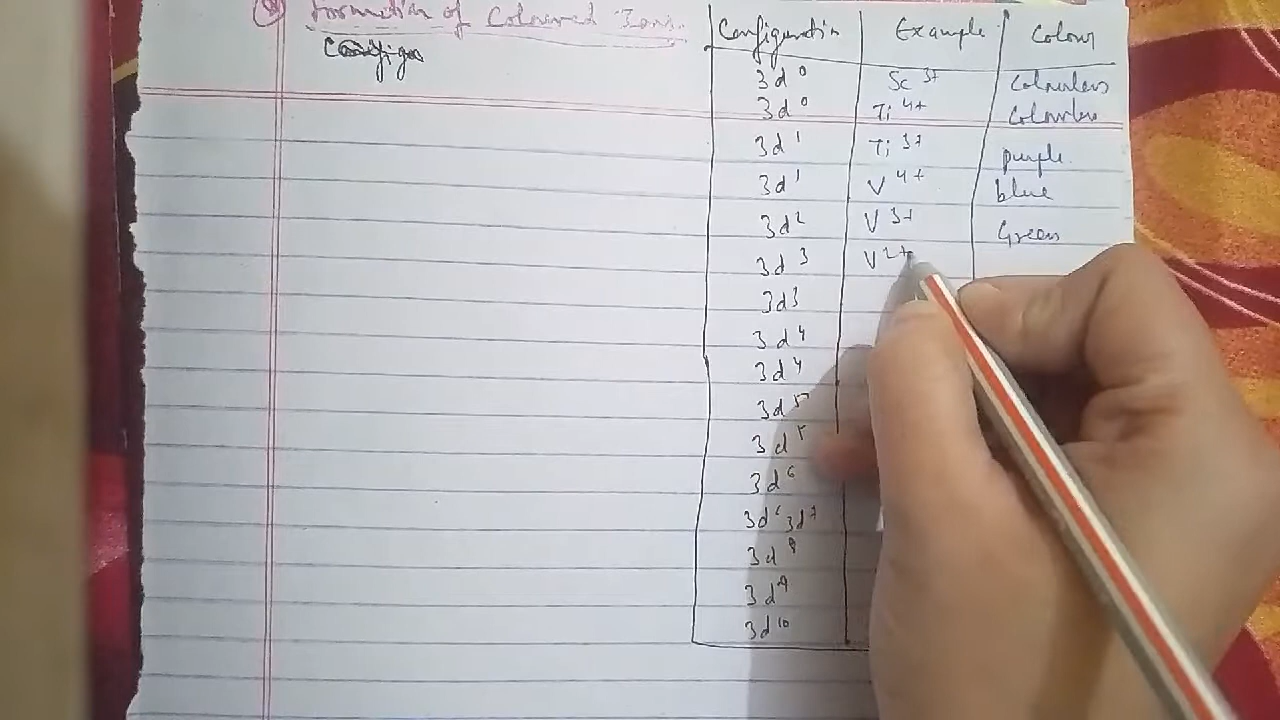 8 Formation of Coloured Ions.
Configuration Example Colour
3d⁰ Sc³⁺ Colourless
3d⁰ Ti⁴⁺ Colourless
3d¹ Ti³⁺ purple
3d¹ V⁴⁺ blue
3d² V³⁺ Green
3d³ V²⁺
3d³
3d⁴
3d⁴
3d⁵
3d⁵
3d⁶
3d⁶ 3d⁷
3d⁸
3d⁹
3d¹⁰